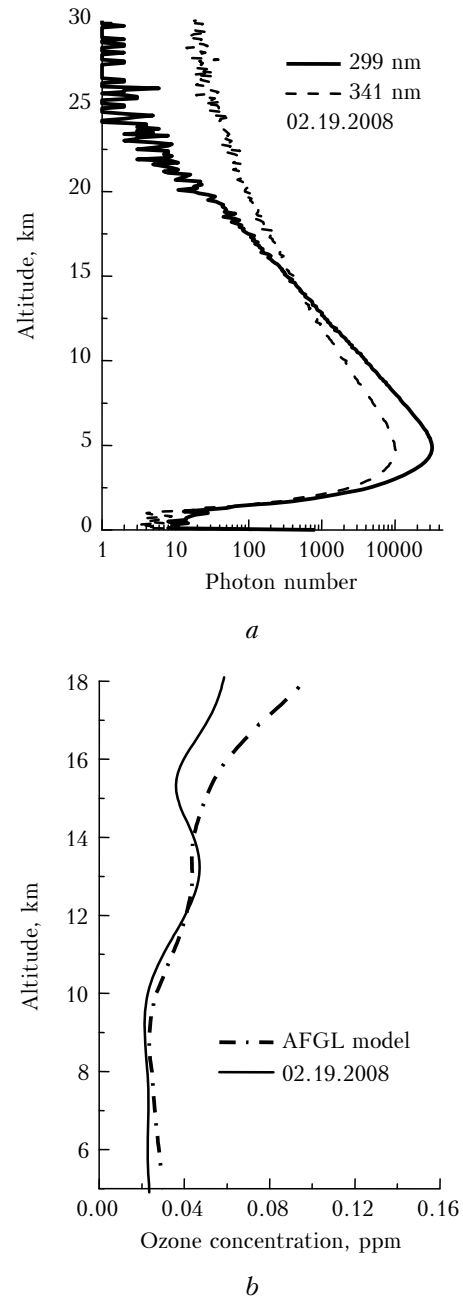 30
25
20
15
10
5
0
Altitude, km
299 nm
341 nm
02.19.2008
1 10 100 1000 10000
Photon number
a
18
16
14
12
10
8
6
Altitude, km
AFGL model
02.19.2008
0.00 0.04 0.08 0.12 0.16
Ozone concentration, ppm
b